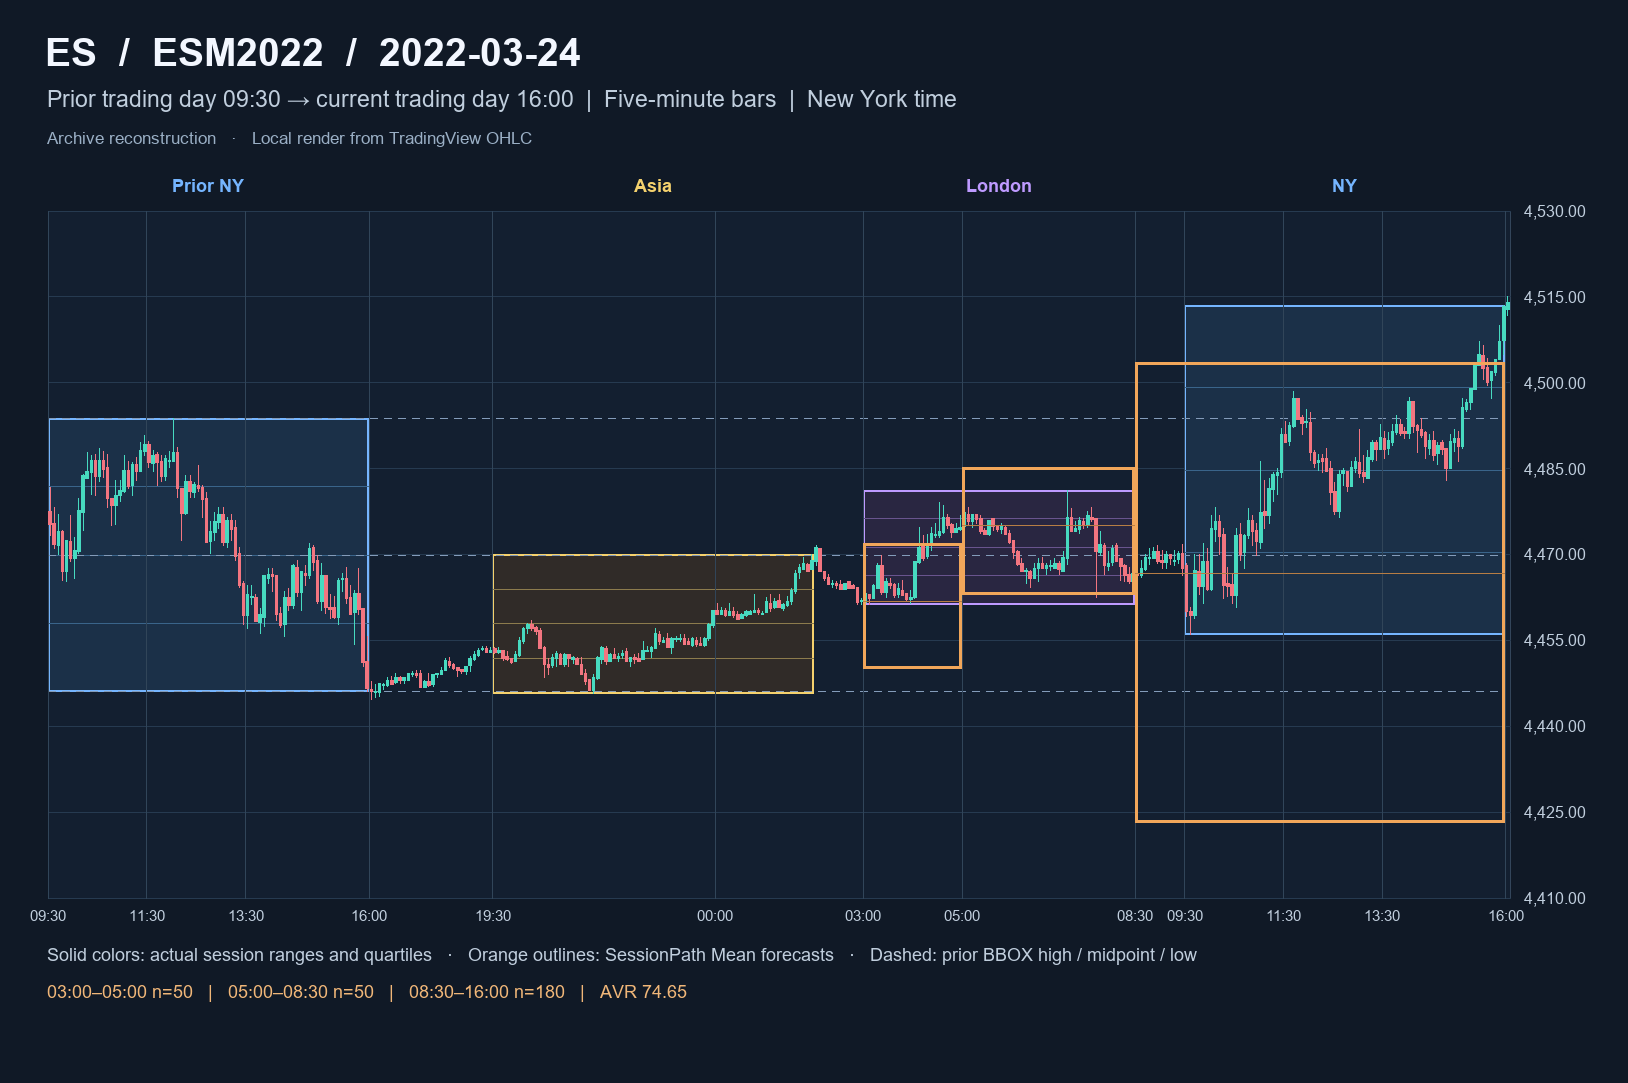 ES / ESM2022 / 2022-03-24
Prior trading day 09:30 → current trading day 16:00 | Five-minute bars | New York time
Archive reconstruction · Local render from TradingView OHLC
Prior NY Asia London NY
4,530.00
4,515.00
4,500.00
4,485.00
4,470.00
4,455.00
4,440.00
4,425.00
4,410.00
09:30 11:30 13:30 16:00 19:30 00:00 03:00 05:00 08:30 09:30 11:30 13:30 16:00
Solid colors: actual session ranges and quartiles · Orange outlines: SessionPath Mean forecasts · Dashed: prior BBOX high / midpoint / low
03:00–05:00 n=50 | 05:00–08:30 n=50 | 08:30–16:00 n=180 | AVR 74.65